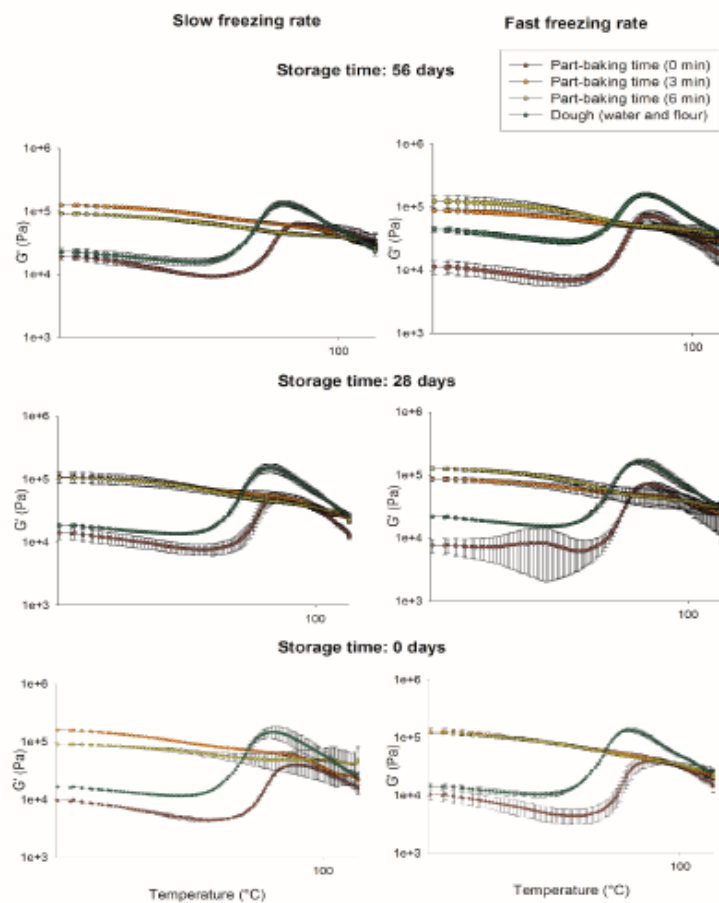 Slow freezing rate
Fast freezing rate
Storage time: 56 days
Part-baking time (0 min)
Part-baking time (3 min)
Part-baking time (6 min)
Dough (water and flour)
1e+6
1e+5
1e+4
1e+3
G' (Pa)
100
1e+6
1e+5
1e+4
1e+3
G' (Pa)
100
Storage time: 28 days
1e+6
1e+5
1e+4
1e+3
G' (Pa)
100
1e+6
1e+5
1e+4
1e+3
G' (Pa)
100
Storage time: 0 days
1e+6
1e+5
1e+4
1e+3
G' (Pa)
100
Temperature (°C)
1e+6
1e+5
1e+4
1e+3
G' (Pa)
100
Temperature (°C)